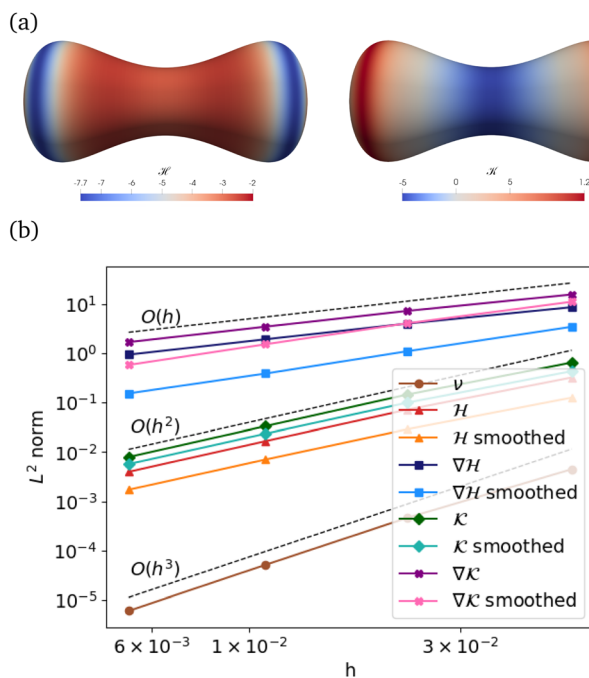 (a)
ℋ
-7.7 -7 -6 -5 -4 -3 -2
𝒦
-5 0 5 1.2
(b)
L² norm
10¹
10⁰
10⁻¹
10⁻²
10⁻³
10⁻⁴
10⁻⁵
O(h)
O(h²)
O(h³)
ν
ℋ
ℋ smoothed
∇ℋ
∇ℋ smoothed
𝒦
𝒦 smoothed
∇𝒦
∇𝒦 smoothed
6 × 10⁻³ 1 × 10⁻² 3 × 10⁻²
h